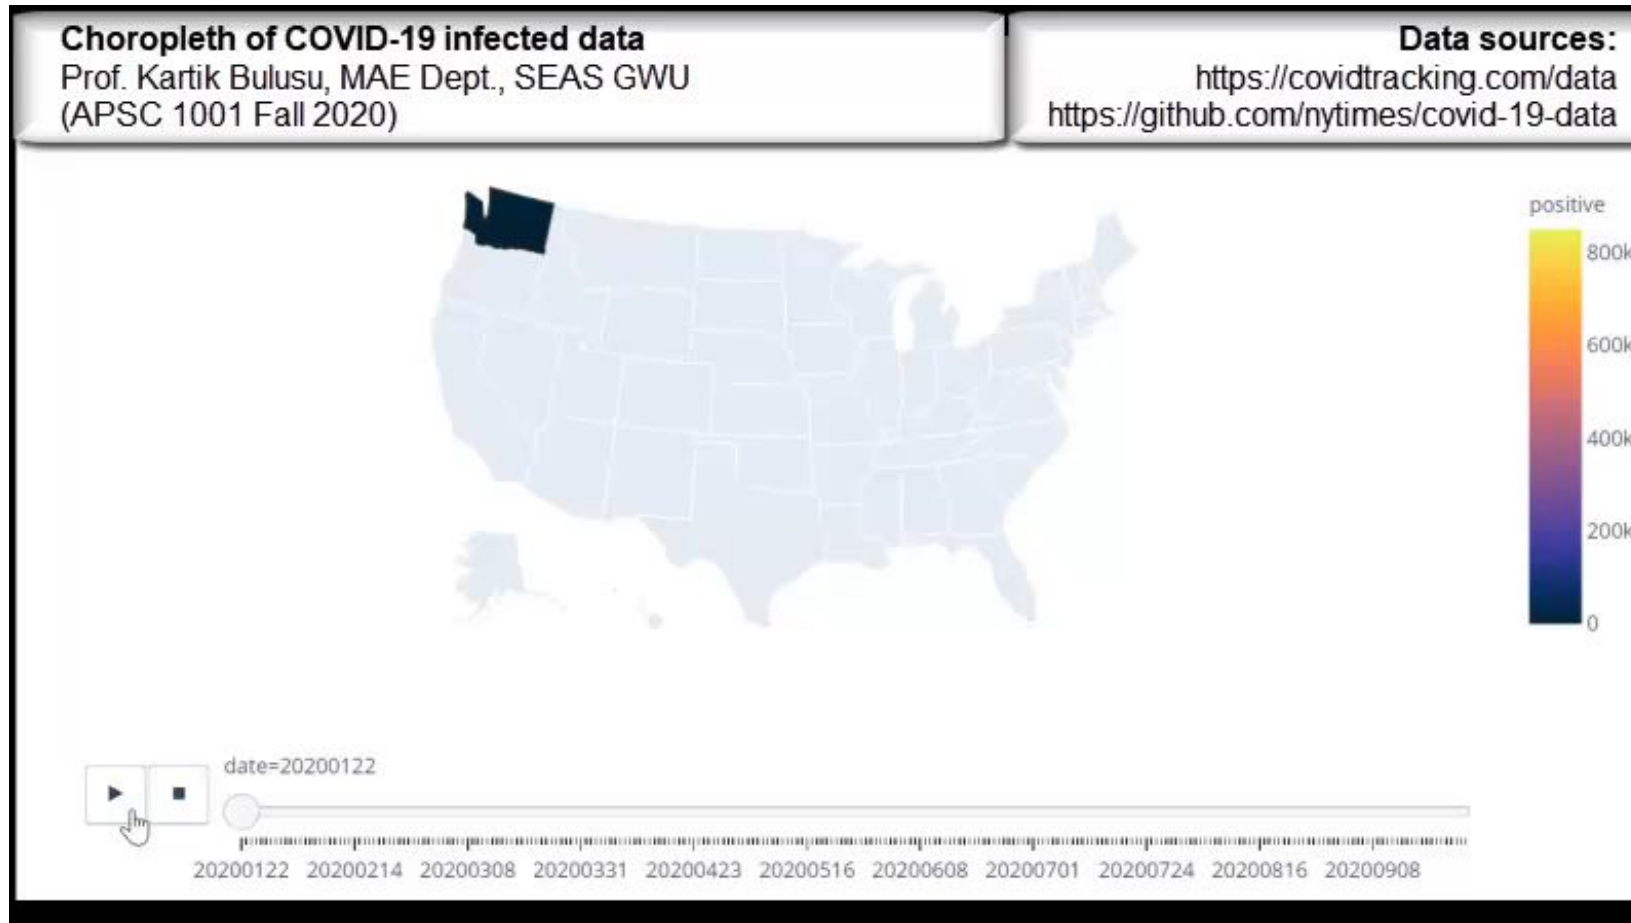 Choropleth of COVID-19 infected data
Prof. Kartik Bulusu, MAE Dept., SEAS GWU
(APSC 1001 Fall 2020)
Data sources:
https://covidtracking.com/data
https://github.com/nytimes/covid-19-data
positive
800k
600k
400k
200k
0
date=20200122
20200122 20200214 20200308 20200331 20200423 20200516 20200608 20200701 20200724 20200816 20200908